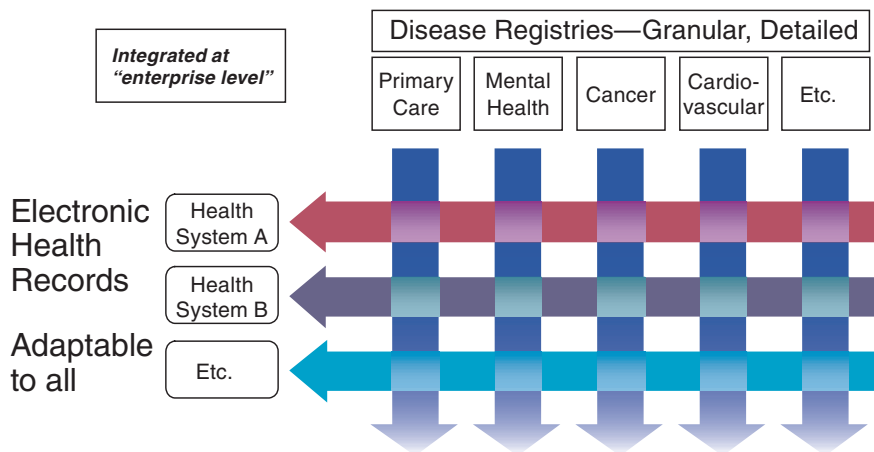 Integrated at
“enterprise level”
Disease Registries—Granular, Detailed
Primary
Care
Mental
Health
Cancer
Cardio-
vascular
Etc.
Electronic
Health
Records
Health
System A
Health
System B
Adaptable
to all
Etc.